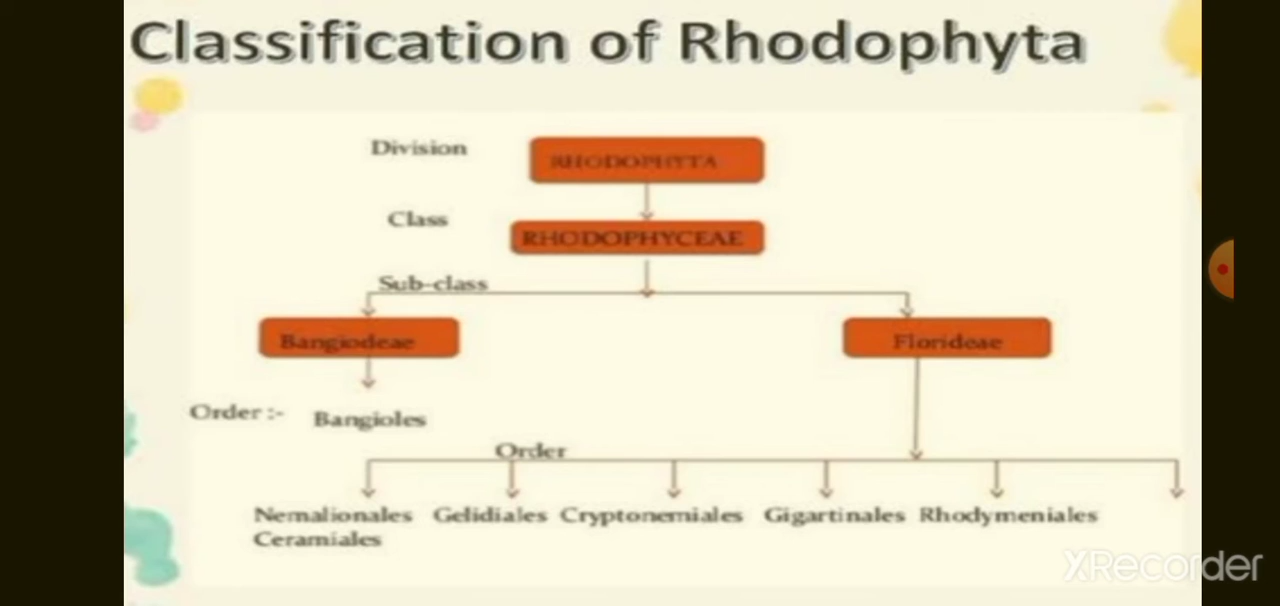 Classification of Rhodophyta
Division
RHODOPHYTA
Class
RHODOPHYCEAE
Sub-class
Bangiodeae
Florideae
Order :- Bangioles
Order
Nemalionales Gelidiales Cryptonemiales Gigartinales Rhodymeniales
Ceramiales
XRecorder